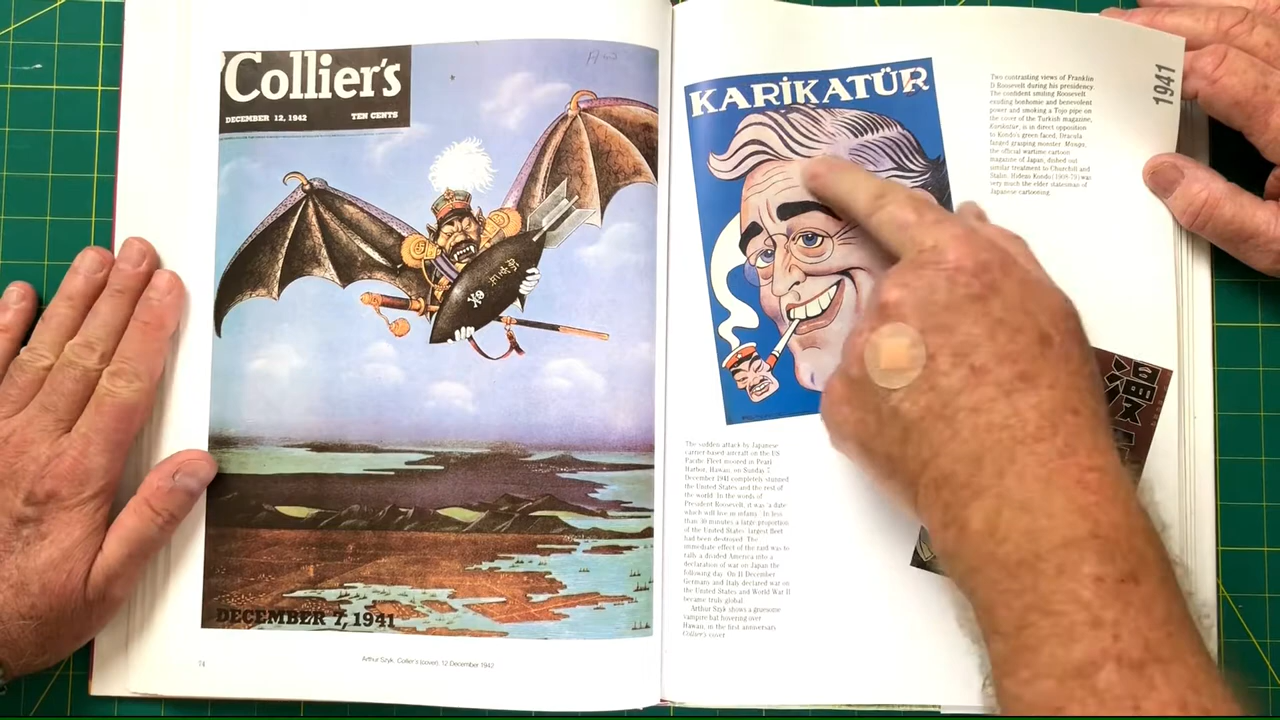 Collier's
DECEMBER 12, 1942
TEN CENTS
DECEMBER 7, 1941
74
Arthur Szyk, Collier's (cover), 12 December 1942
KARİKATÜR
Two contrasting views of Franklin
D Roosevelt during his presidency.
The confident smiling Roosevelt
exuding bonhomie and benevolent
power and smoking a Tojo pipe on
the cover of the Turkish magazine,
Karikatur, is in direct opposition
to Kondo's green faced, Dracula
fanged grasping monster. Manga,
the official wartime cartoon
magazine of Japan, dished out
similar treatment to Churchill and
Stalin. Hidezo Kondo (1908-79) was
very much the elder statesman of
Japanese cartooning.
1941
The sudden attack by Japanese
carrier-based aircraft on the US
Pacific Fleet moored in Pearl
Harbor, Hawaii, on Sunday 7
December 1941 completely stunned
the United States and the rest of
the world. In the words of
President Roosevelt, it was 'a date
which will live in infamy'. In less
than 30 minutes a large proportion
of the United States' largest fleet
had been destroyed. The
immediate effect of the raid was to
rally a divided America into a
declaration of war on Japan the
following day. On 11 December
Germany and Italy declared war on
the United States and World War II
became truly global.
Arthur Szyk shows a gruesome
vampire bat hovering over
Hawaii, in the first anniversary
Collier's cover.
漫